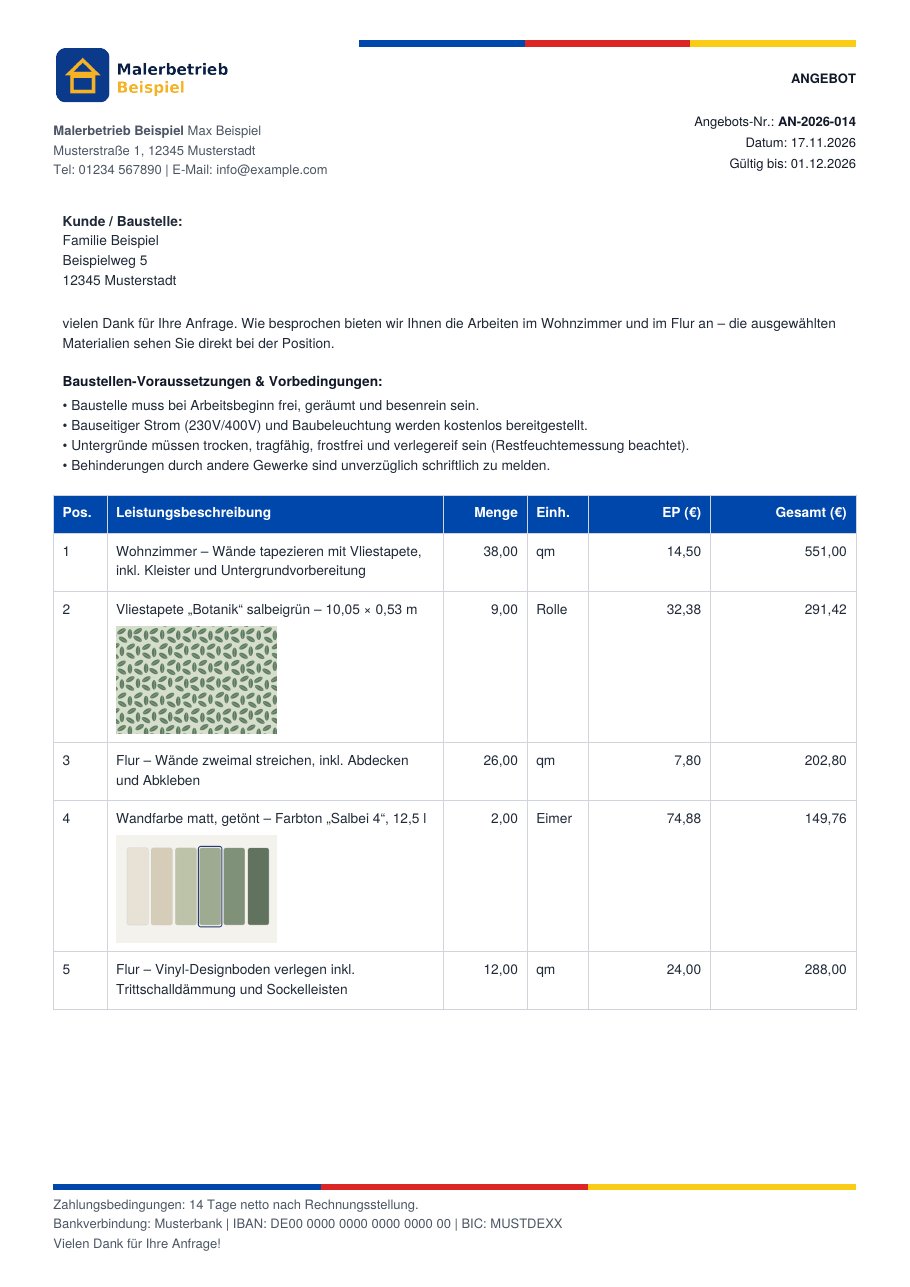 Malerbetrieb
Beispiel
ANGEBOT
Malerbetrieb Beispiel Max Beispiel
Musterstraße 1, 12345 Musterstadt
Tel: 01234 567890 | E-Mail: info@example.com
Angebots-Nr.: AN-2026-014
Datum: 17.11.2026
Gültig bis: 01.12.2026
Kunde / Baustelle:
Familie Beispiel
Beispielweg 5
12345 Musterstadt
vielen Dank für Ihre Anfrage. Wie besprochen bieten wir Ihnen die Arbeiten im Wohnzimmer und im Flur an – die ausgewählten
Materialien sehen Sie direkt bei der Position.
Baustellen-Voraussetzungen & Vorbedingungen:
• Baustelle muss bei Arbeitsbeginn frei, geräumt und besenrein sein.
• Bauseitiger Strom (230V/400V) und Baubeleuchtung werden kostenlos bereitgestellt.
• Untergründe müssen trocken, tragfähig, frostfrei und verlegereif sein (Restfeuchtemessung beachtet).
• Behinderungen durch andere Gewerke sind unverzüglich schriftlich zu melden.
Pos. Leistungsbeschreibung Menge Einh. EP (€) Gesamt (€)
1 Wohnzimmer – Wände tapezieren mit Vliestapete, 38,00 qm 14,50 551,00
inkl. Kleister und Untergrundvorbereitung
2 Vliestapete „Botanik“ salbeigrün – 10,05 × 0,53 m 9,00 Rolle 32,38 291,42
3 Flur – Wände zweimal streichen, inkl. Abdecken 26,00 qm 7,80 202,80
und Abkleben
4 Wandfarbe matt, getönt – Farbton „Salbei 4“, 12,5 l 2,00 Eimer 74,88 149,76
5 Flur – Vinyl-Designboden verlegen inkl. 12,00 qm 24,00 288,00
Trittschalldämmung und Sockelleisten
Zahlungsbedingungen: 14 Tage netto nach Rechnungsstellung.
Bankverbindung: Musterbank | IBAN: DE00 0000 0000 0000 0000 00 | BIC: MUSTDEXX
Vielen Dank für Ihre Anfrage!